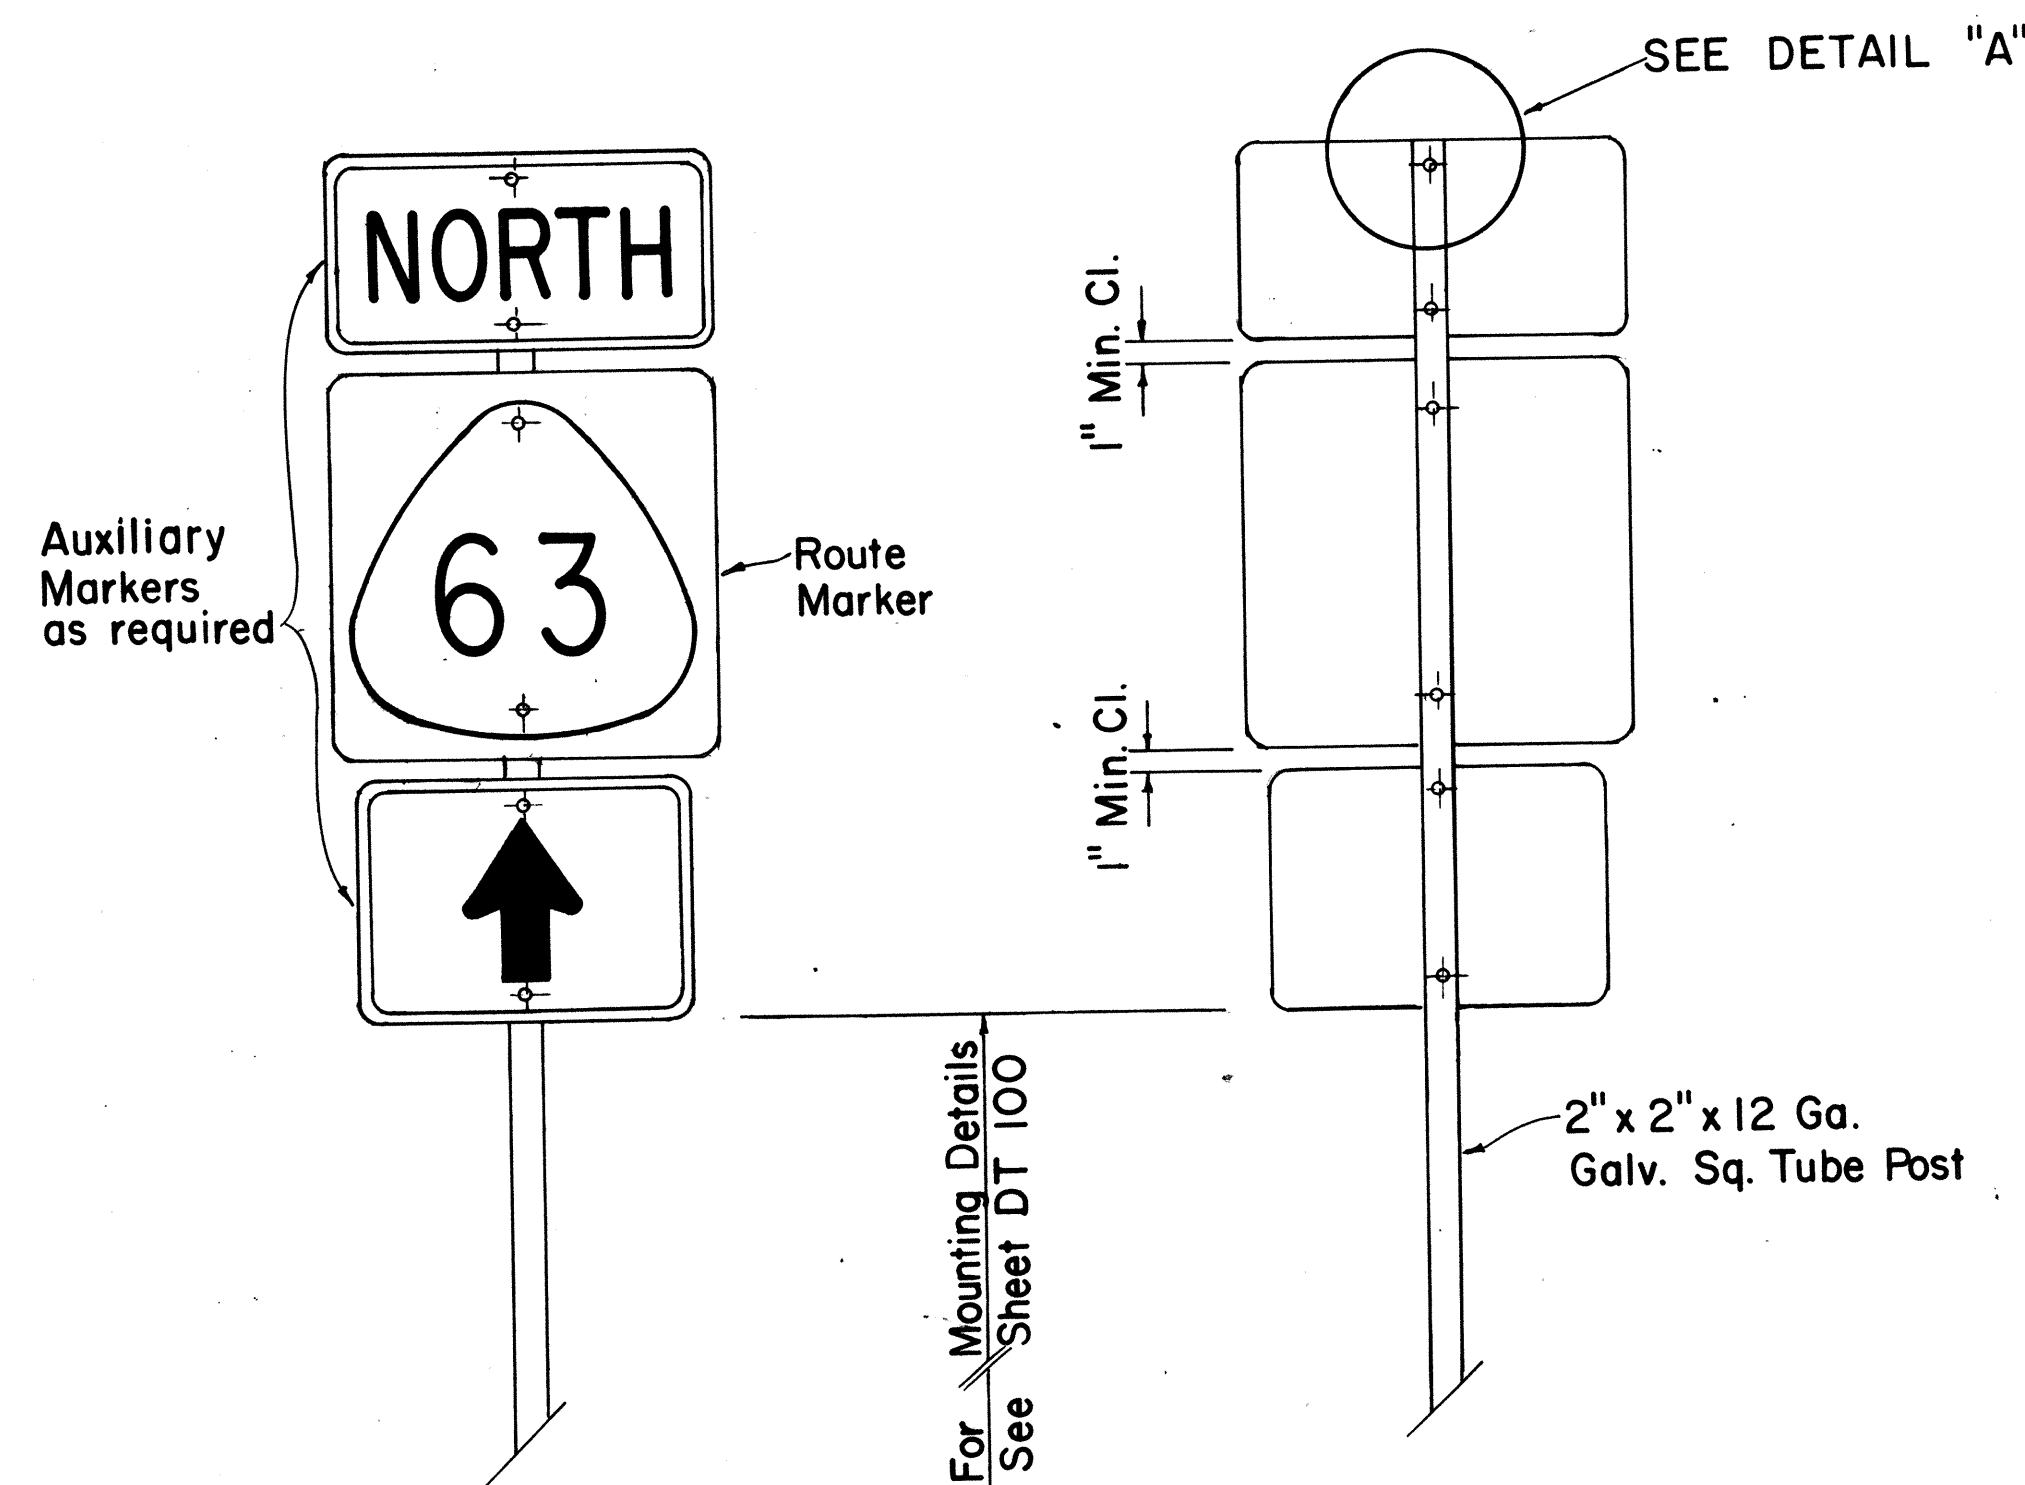 SEE DETAIL "A"
NORTH
1" Min. Cl.
63
Auxiliary
Markers
as required
Route
Marker
1" Min. Cl.
For Mounting Details
See Sheet DT 100
2" x 2" x 12 Ga.
Galv. Sq. Tube Post